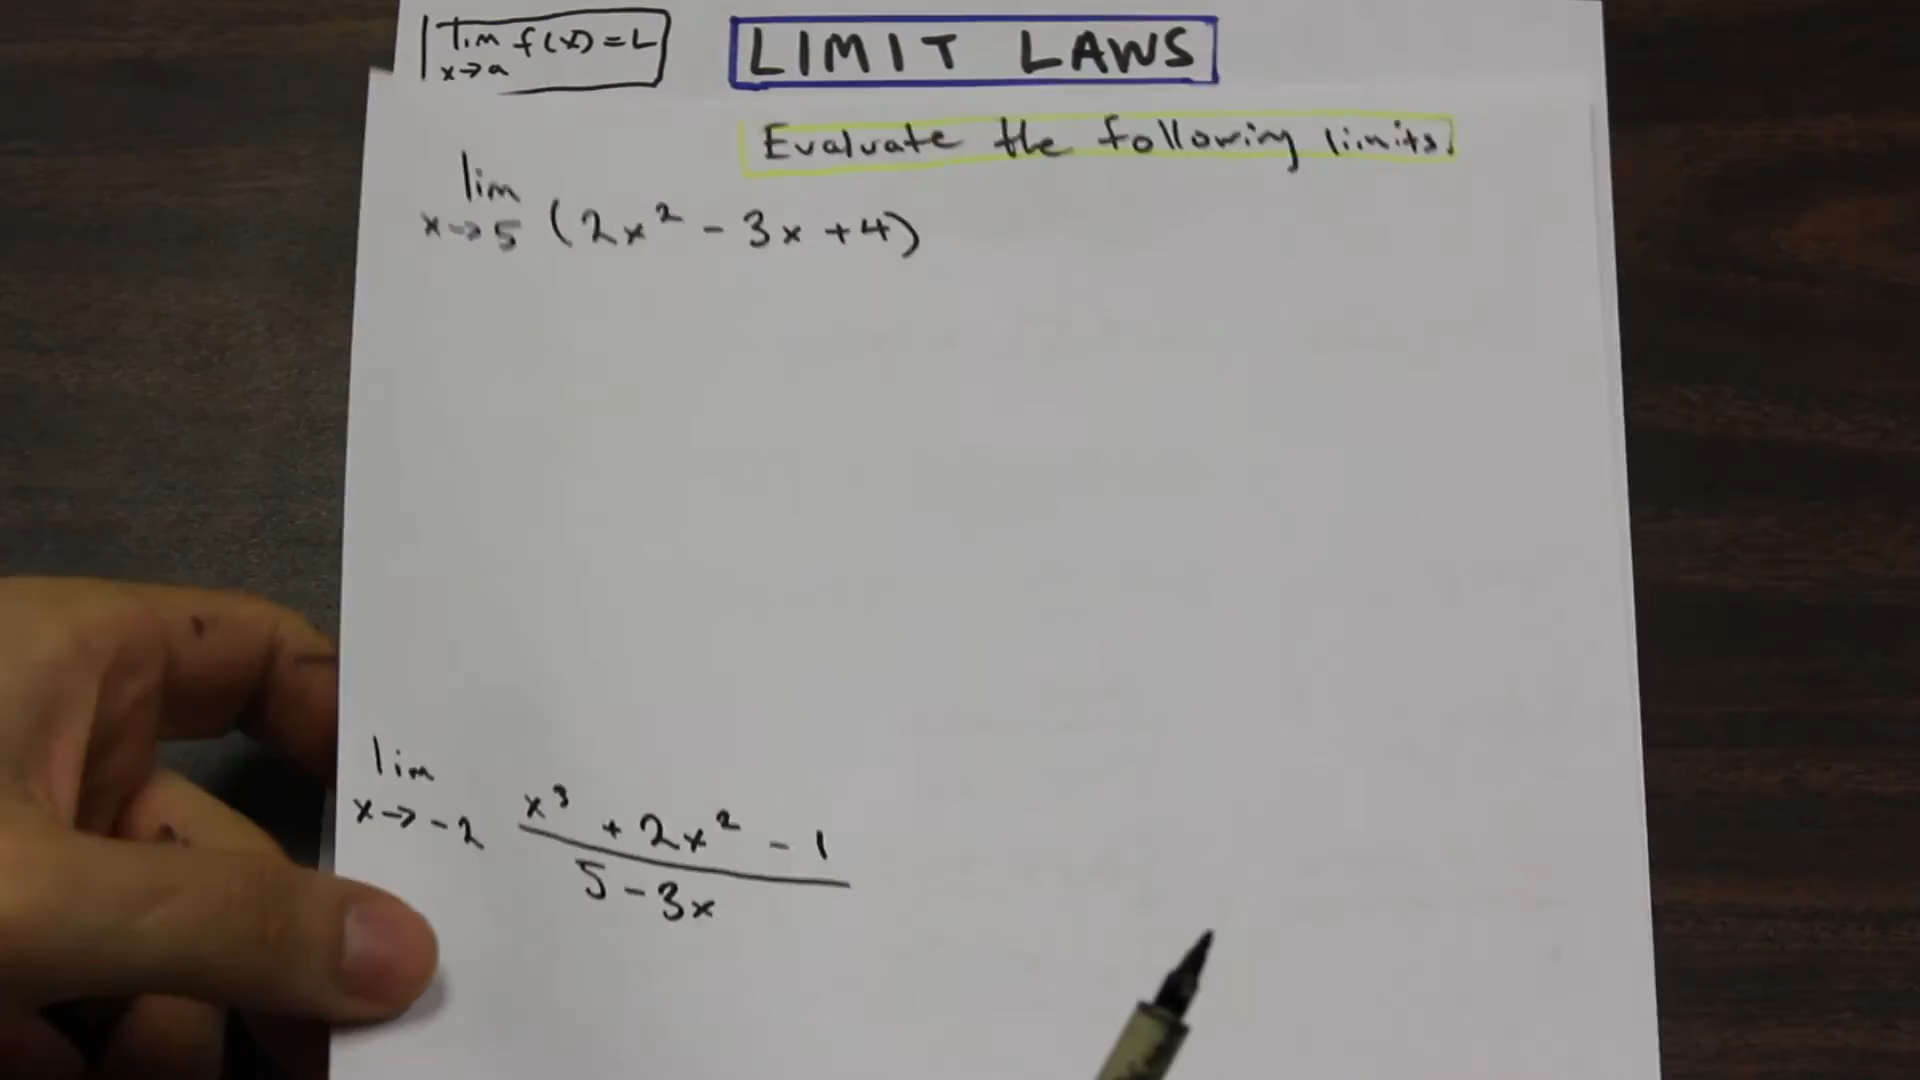 lim f(x) = L
x→a
LIMIT LAWS
Evaluate the following limits.
lim
x→5 (2x² - 3x + 4)
lim
x→-2
x³ + 2x² - 1
5 - 3x